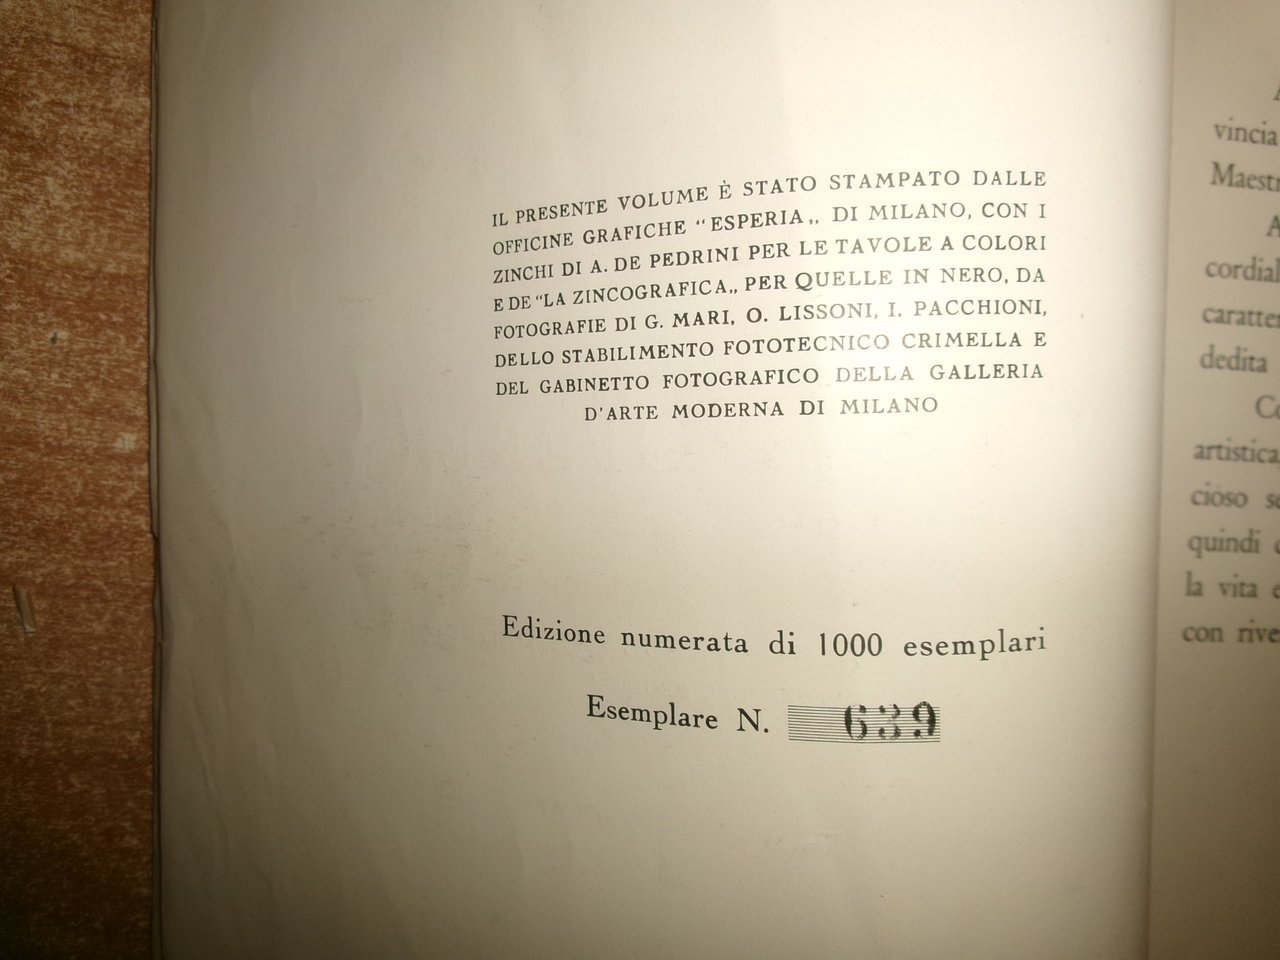 IL PRESENTE VOLUME È STATO STAMPATO DALLE
OFFICINE GRAFICHE "ESPERIA„ DI MILANO, CON I
ZINCHI DI A. DE PEDRINI PER LE TAVOLE A COLORI
E DE "LA ZINCOGRAFICA„ PER QUELLE IN NERO, DA
FOTOGRAFIE DI G. MARI, O. LISSONI, I. PACCHIONI,
DELLO STABILIMENTO FOTOTECNICO CRIMELLA E
DEL GABINETTO FOTOGRAFICO DELLA GALLERIA
D'ARTE MODERNA DI MILANO
Edizione numerata di 1000 esemplari
Esemplare N. 639
vincia
Maestr
A
cordial
caratter
dedita
Co
artistica,
cioso se
quindi c
la vita e
con rive